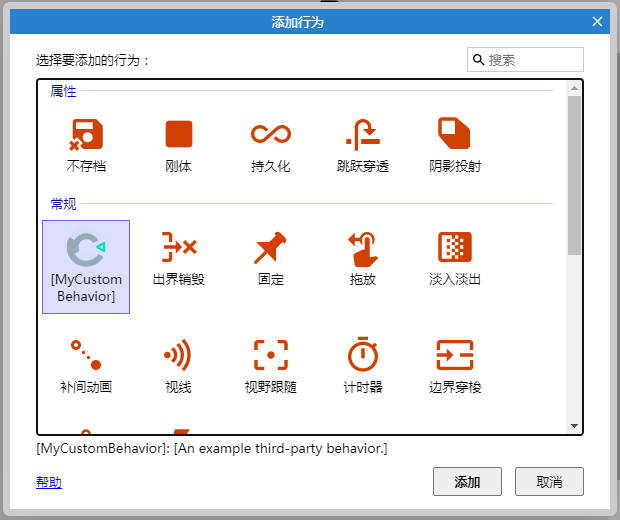 添加行为
选择要添加的行为：
搜索
属性
不存档
刚体
持久化
跳跃穿透
阴影投射
常规
[MyCustom
Behavior]
出界销毁
固定
拖放
淡入淡出
补间动画
视线
视野跟随
计时器
边界穿梭
[MyCustomBehavior]: [An example third-party behavior.]
帮助
添加
取消